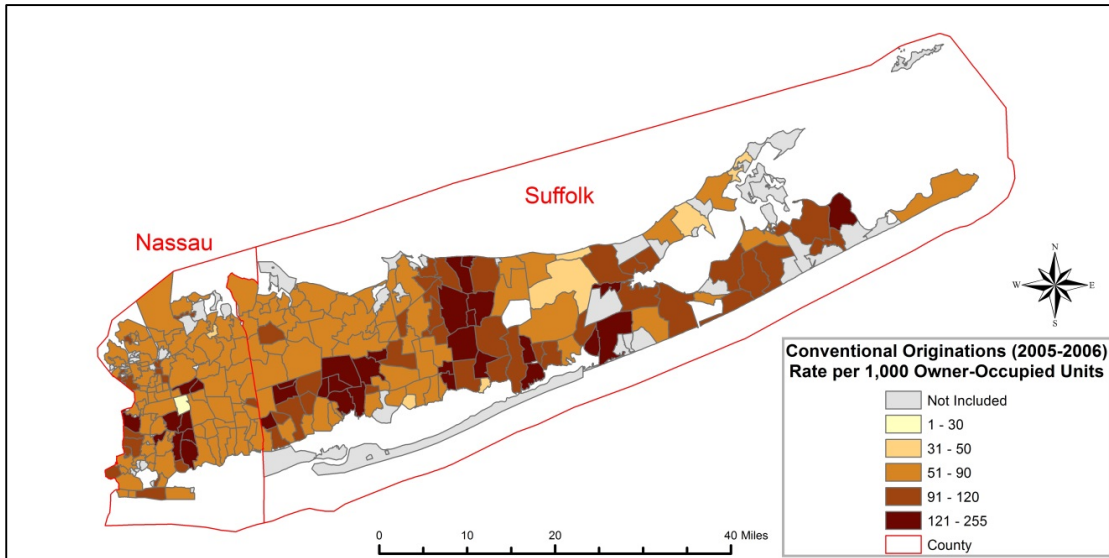 Suffolk
Nassau
N
W E
S
Conventional Originations (2005-2006)
Rate per 1,000 Owner-Occupied Units
Not Included
1 - 30
31 - 50
51 - 90
91 - 120
121 - 255
County
0 10 20 40 Miles